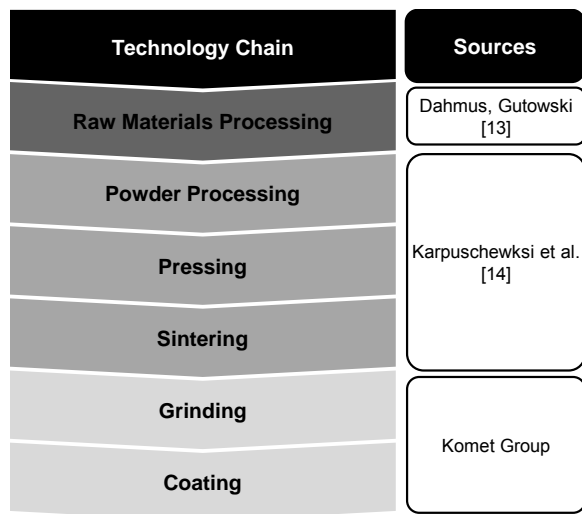 Technology Chain
Sources
Raw Materials Processing
Dahmus, Gutowski
[13]
Powder Processing
Pressing
Karpuschewksi et al.
[14]
Sintering
Grinding
Komet Group
Coating